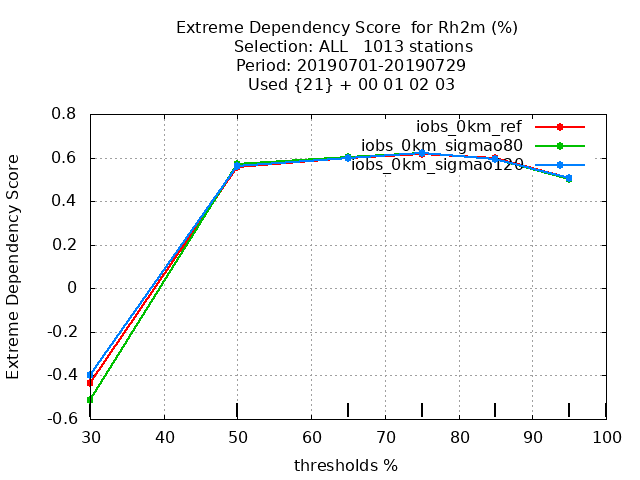 Extreme Dependency Score  for Rh2m (%)
Selection: ALL   1013 stations
Period: 20190701-20190729
Used {21} + 00 01 02 03
iobs_0km_ref
iobs_0km_sigmao80
iobs_0km_sigmao120
Extreme Dependency Score
0.8
0.6
0.4
0.2
0
-0.2
-0.4
-0.6
30 40 50 60 70 80 90 100
thresholds %